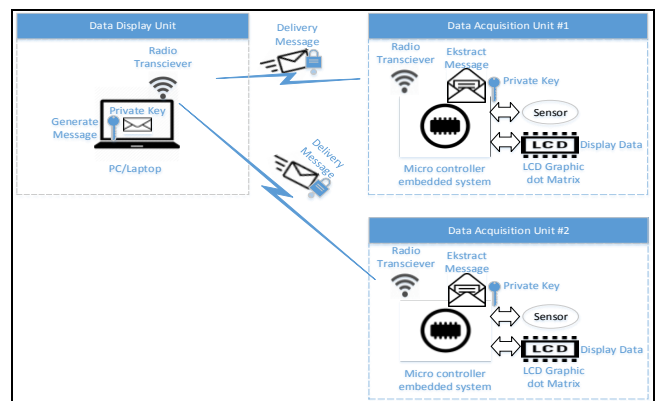 Data Display Unit
Radio
Transciever
Private Key
Generate
Message
PC/Laptop
Delivery
Message
Delivery
Message
Data Acquisition Unit #1
Radio
Transciever
Ekstract
Message
Private Key
Sensor
LCD
Display Data
Micro controller
embedded system
LCD Graphic
dot Matrix
Data Acquisition Unit #2
Radio
Transciever
Ekstract
Message
Private Key
Sensor
LCD
Display Data
Micro controller
embedded system
LCD Graphic
dot Matrix